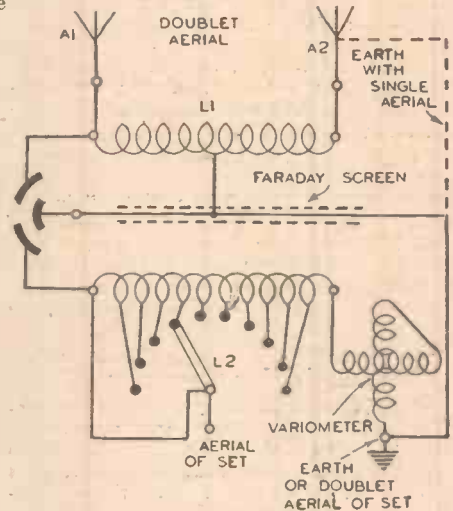 e
A1
DOUBLET
AERIAL
A2
EARTH
WITH
SINGLE
AERIAL
L1
FARADAY SCREEN
L2
AERIAL
OF SET
VARIOMETER
EARTH
OR DOUBLET
AERIAL OF SET